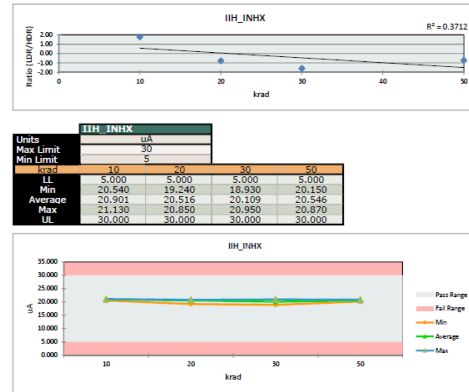 IIH_INHX
R² = 0.3712
2.00
1.00
0.00
-1.00
-2.00
Ratio (LDR/HDR)
0 10 20 30 40 50
krad
IIH_INHX
Units uA
Max Limit 30
Min Limit 5
krad 10 20 30 50
LL 5.000 5.000 5.000 5.000
Min 20.540 19.240 18.930 20.150
Average 20.901 20.516 20.109 20.546
Max 21.130 20.850 20.950 20.870
UL 30.000 30.000 30.000 30.000
IIH_INHX
35.000
30.000
25.000
20.000
15.000
10.000
5.000
0.000
uA
10 20 30 50
krad
Pass Range
Fail Range
Min
Average
Max